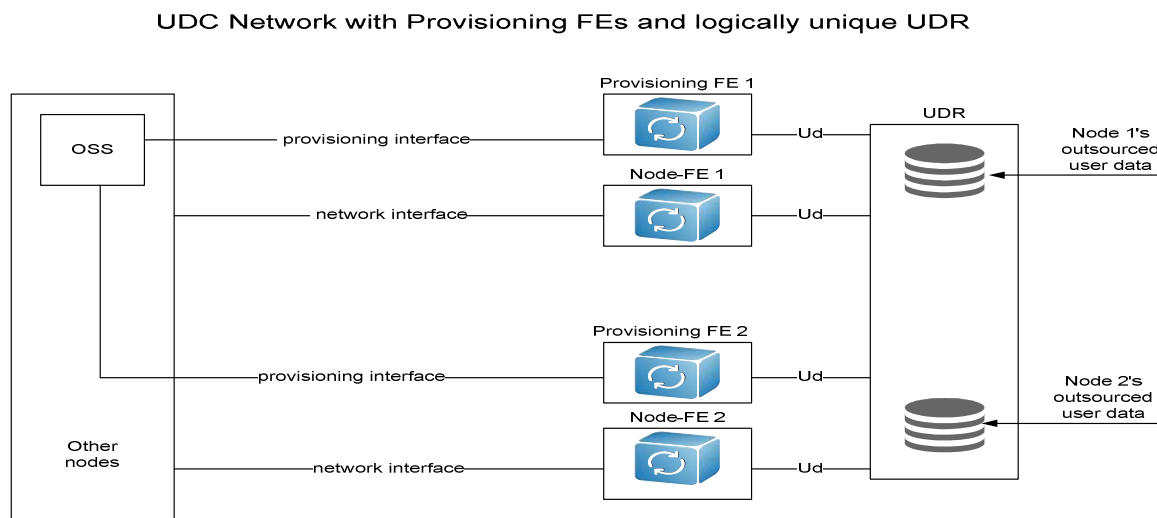 UDC Network with Provisioning FEs and logically unique UDR
Provisioning FE 1
OSS
provisioning interface
Ud
UDR
Node 1's
outsourced
user data
Node-FE 1
network interface
Ud
Provisioning FE 2
provisioning interface
Ud
Node 2's
outsourced
user data
Node-FE 2
Other
nodes
network interface
Ud